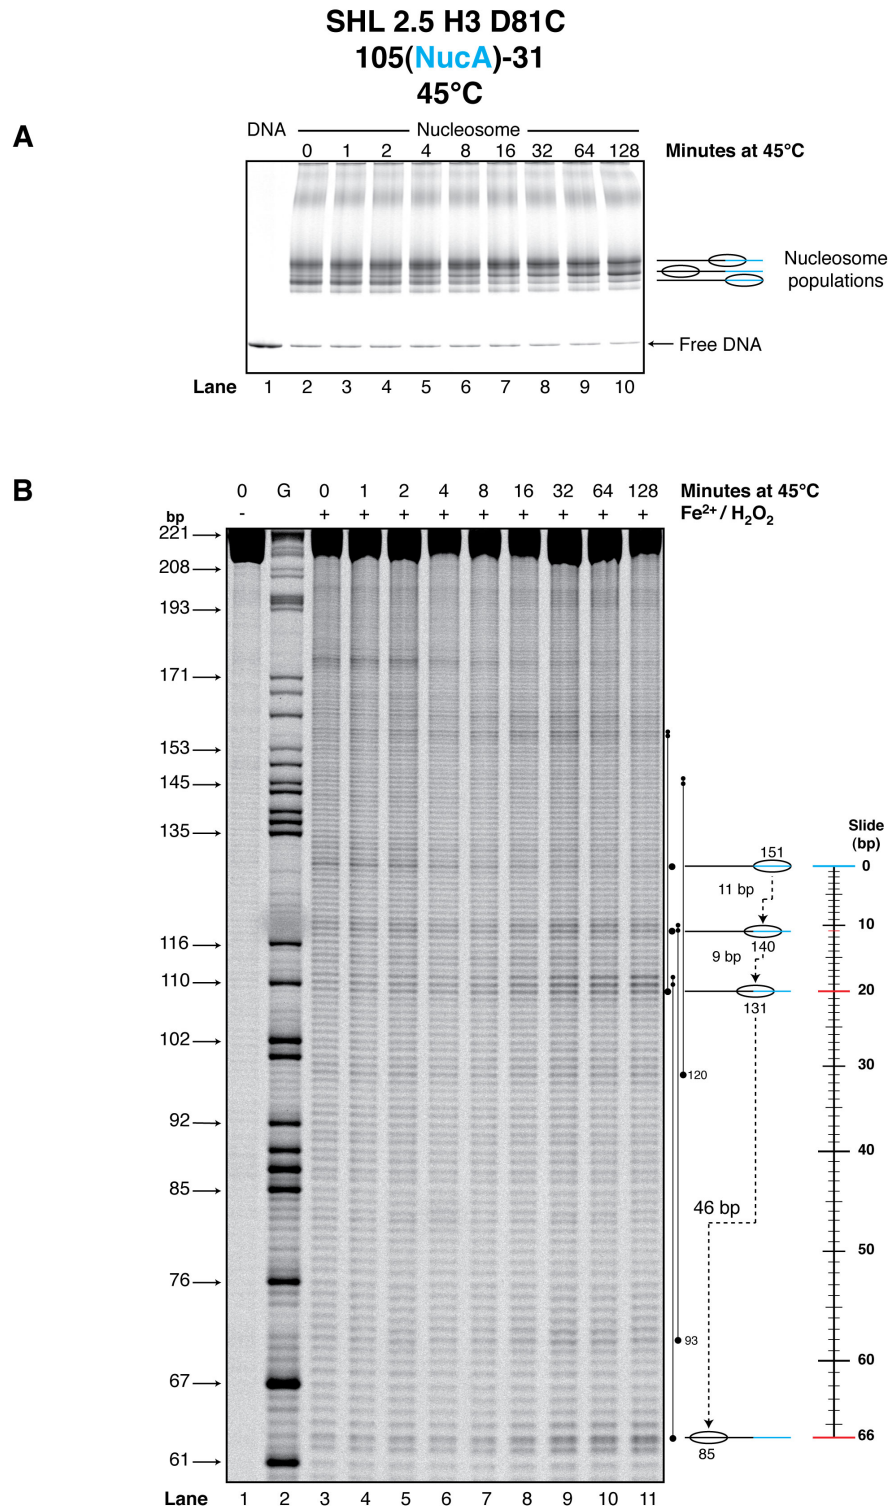 SHL 2.5 H3 D81C
105(NucA)-31
45°C
A
DNA Nucleosome
0 1 2 4 8 16 32 64 128 Minutes at 45°C
Nucleosome
populations
Free DNA
Lane 1 2 3 4 5 6 7 8 9 10
B
0 G 0 1 2 4 8 16 32 64 128 Minutes at 45°C
- + + + + + + + + + Fe2+ / H2O2
bp
221
208
193
171
153
145
135
116
110
102
92
85
76
67
61
120
93
Slide
(bp)
151
0
11 bp
10
140
9 bp
20
131
30
40
46 bp
50
60
66
85
Lane 1 2 3 4 5 6 7 8 9 10 11